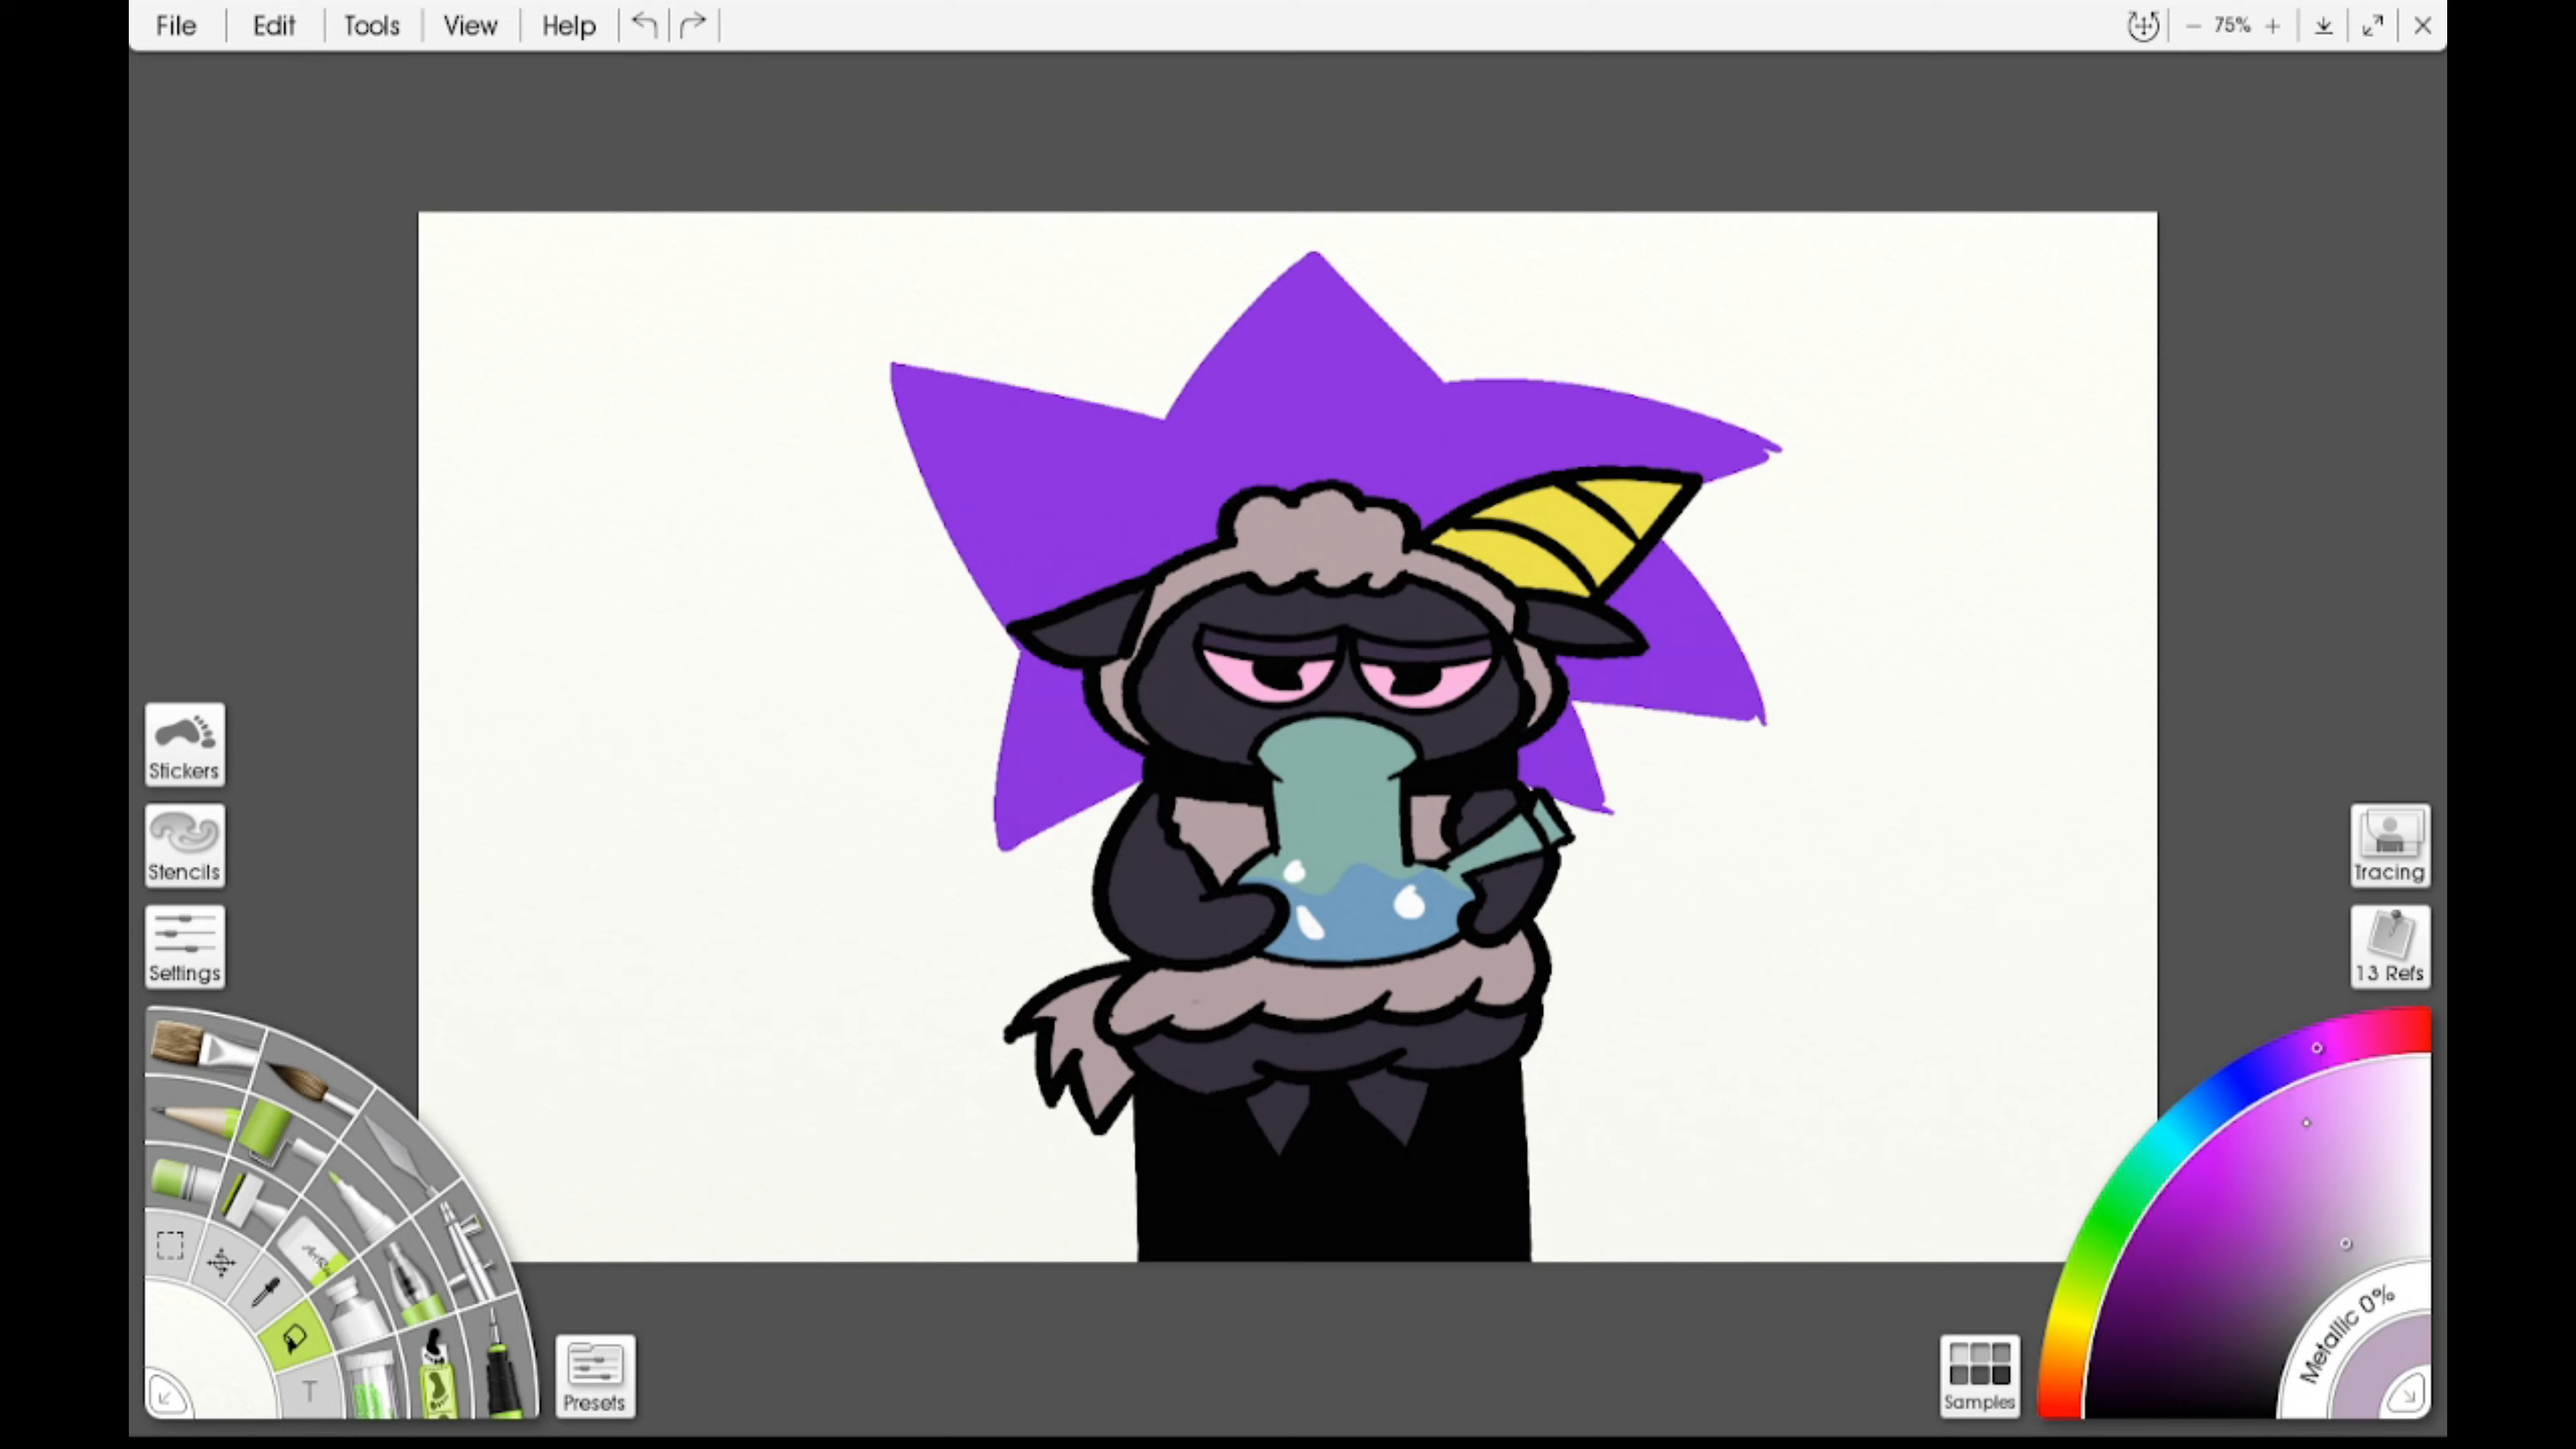 File Edit Tools View Help 75%
Stickers
Stencils
Settings
Tracing
13 Refs
Metallic 0%
T
Presets
Samples